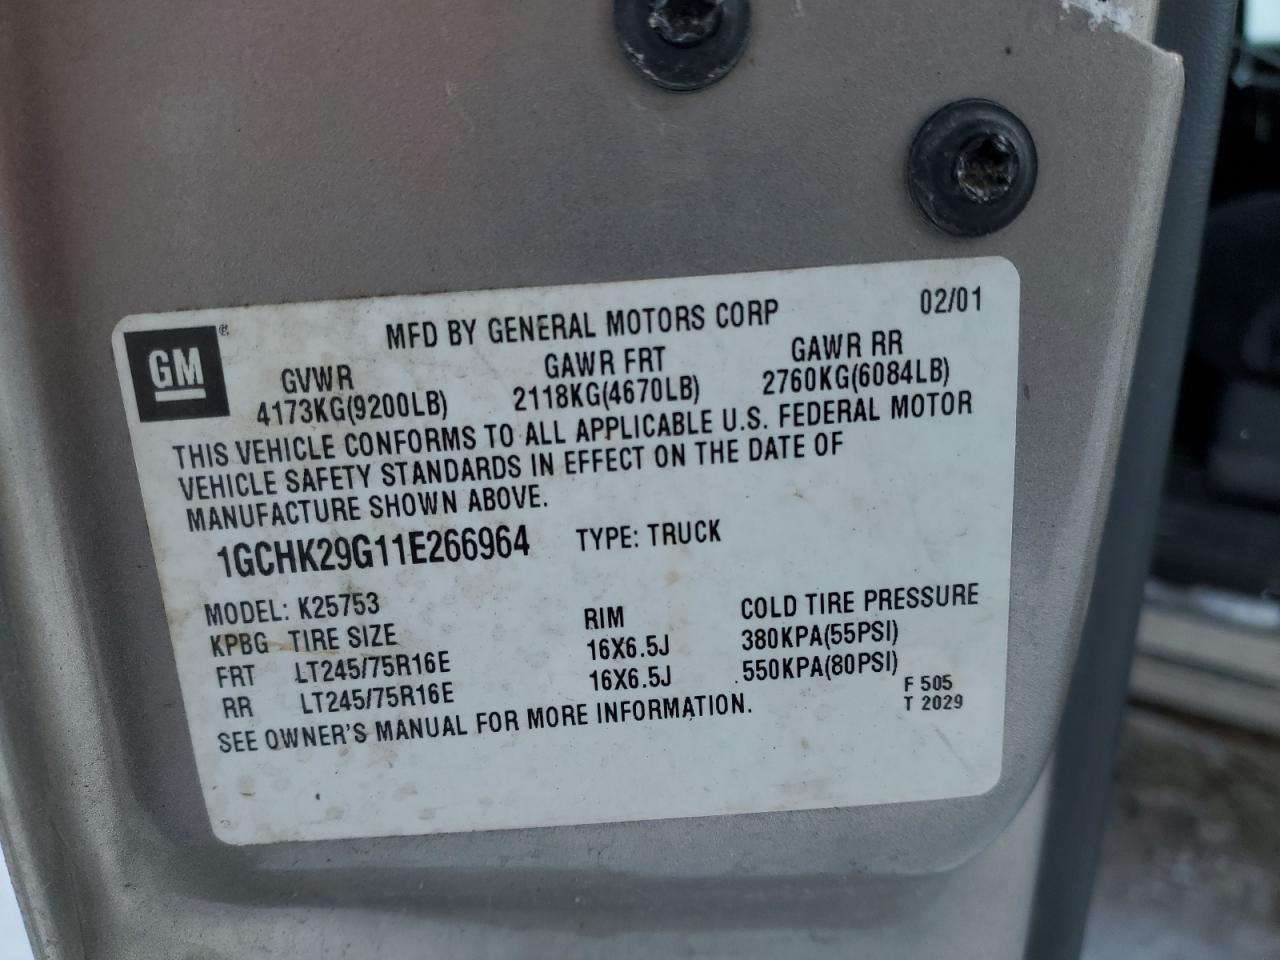 GM ®
MFD BY GENERAL MOTORS CORP 02/01
GVWR GAWR FRT GAWR RR
4173KG(9200LB) 2118KG(4670LB) 2760KG(6084LB)
THIS VEHICLE CONFORMS TO ALL APPLICABLE U.S. FEDERAL MOTOR
VEHICLE SAFETY STANDARDS IN EFFECT ON THE DATE OF
MANUFACTURE SHOWN ABOVE.
1GCHK29G11E266964 TYPE: TRUCK
MODEL: K25753
KPBG TIRE SIZE RIM COLD TIRE PRESSURE
FRT LT245/75R16E 16X6.5J 380KPA(55PSI)
RR LT245/75R16E 16X6.5J 550KPA(80PSI)
SEE OWNER'S MANUAL FOR MORE INFORMATION.
F 505
T 2029